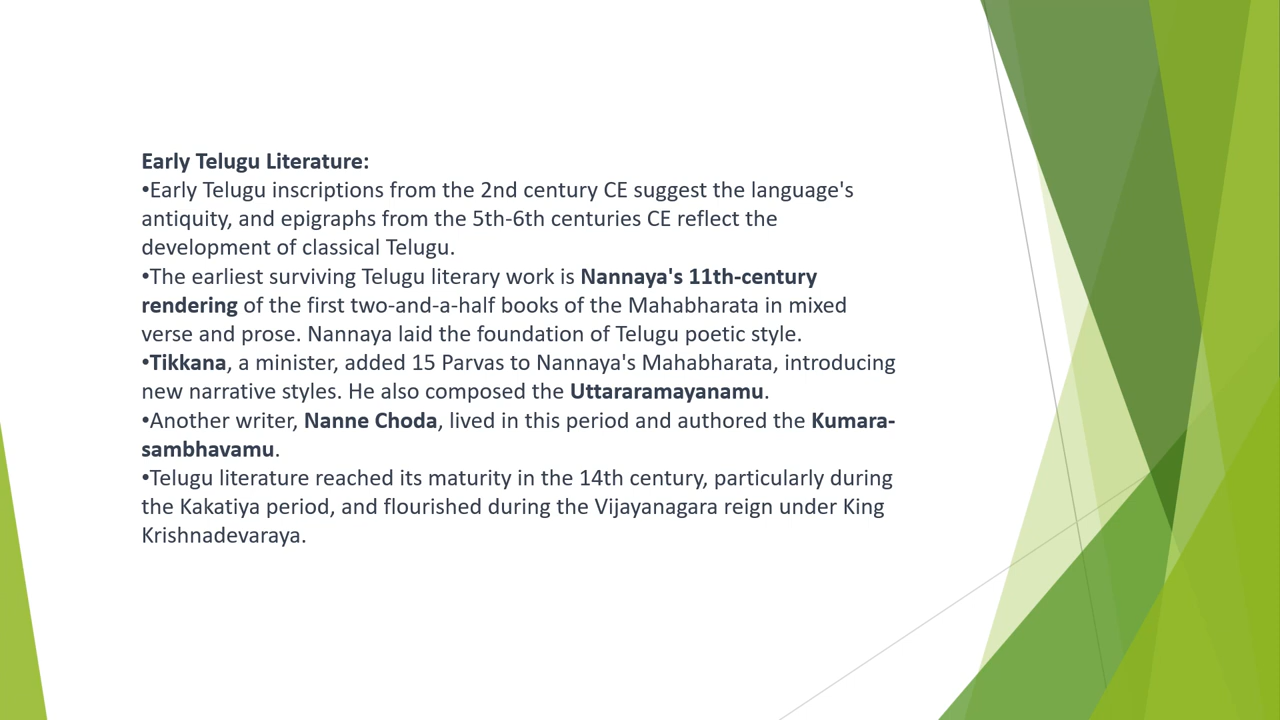 Early Telugu Literature:
•Early Telugu inscriptions from the 2nd century CE suggest the language's
antiquity, and epigraphs from the 5th-6th centuries CE reflect the
development of classical Telugu.
•The earliest surviving Telugu literary work is Nannaya's 11th-century
rendering of the first two-and-a-half books of the Mahabharata in mixed
verse and prose. Nannaya laid the foundation of Telugu poetic style.
•Tikkana, a minister, added 15 Parvas to Nannaya's Mahabharata, introducing
new narrative styles. He also composed the Uttararamayanamu.
•Another writer, Nanne Choda, lived in this period and authored the Kumara-
sambhavamu.
•Telugu literature reached its maturity in the 14th century, particularly during
the Kakatiya period, and flourished during the Vijayanagara reign under King
Krishnadevaraya.